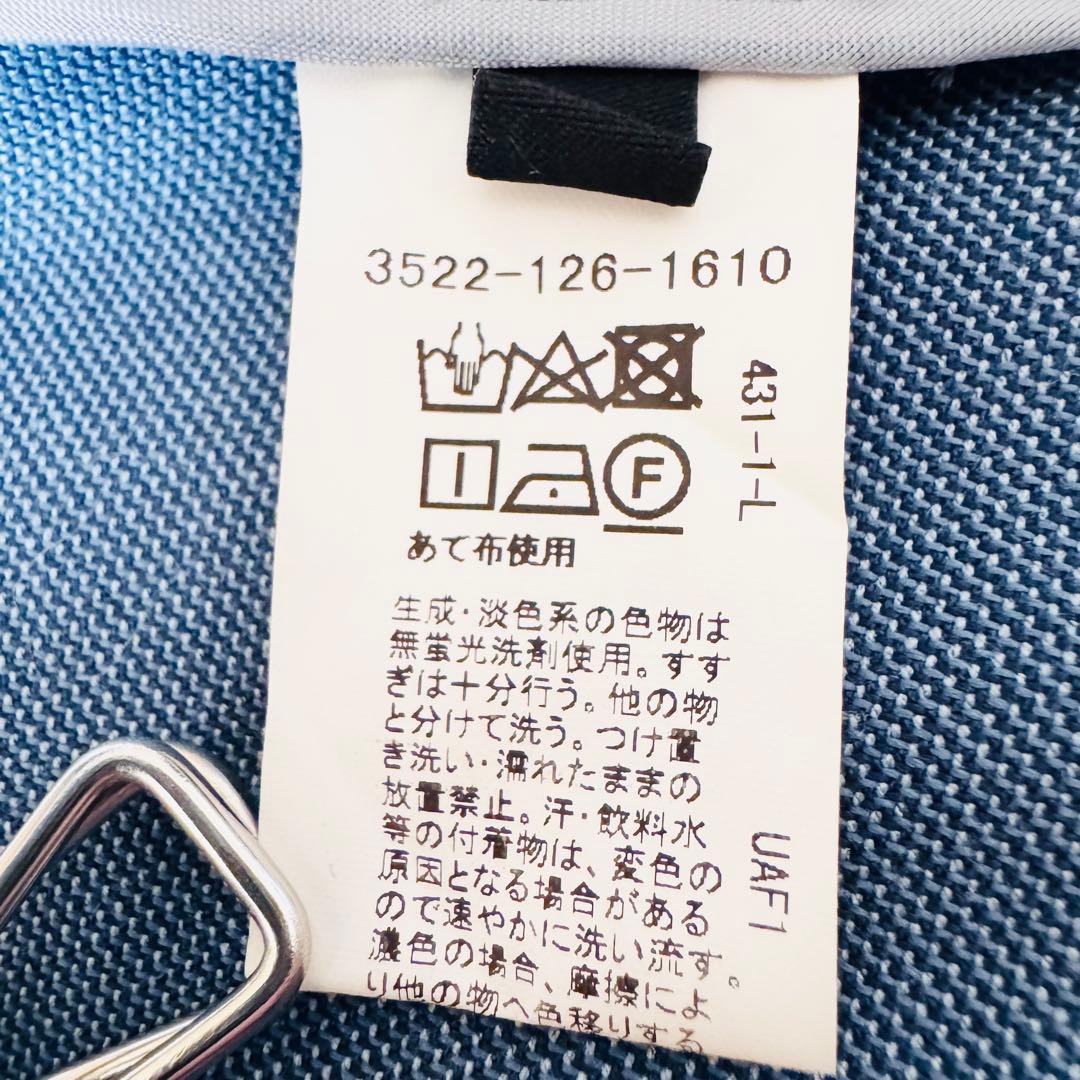 3522-126-1610
431-1-L
F
あて布使用
生成・淡色系の色物は
無蛍光洗剤使用。すす
ぎは十分行う。他の物
と分けて洗う。つけ置
き洗い・濡れたままの
放置禁止。汗・飲料水
等の付着物は、変色の
原因となる場合がある
ので速やかに洗い流す。
濃色の場合、摩擦によ
り他の物へ色移りする
UAF1